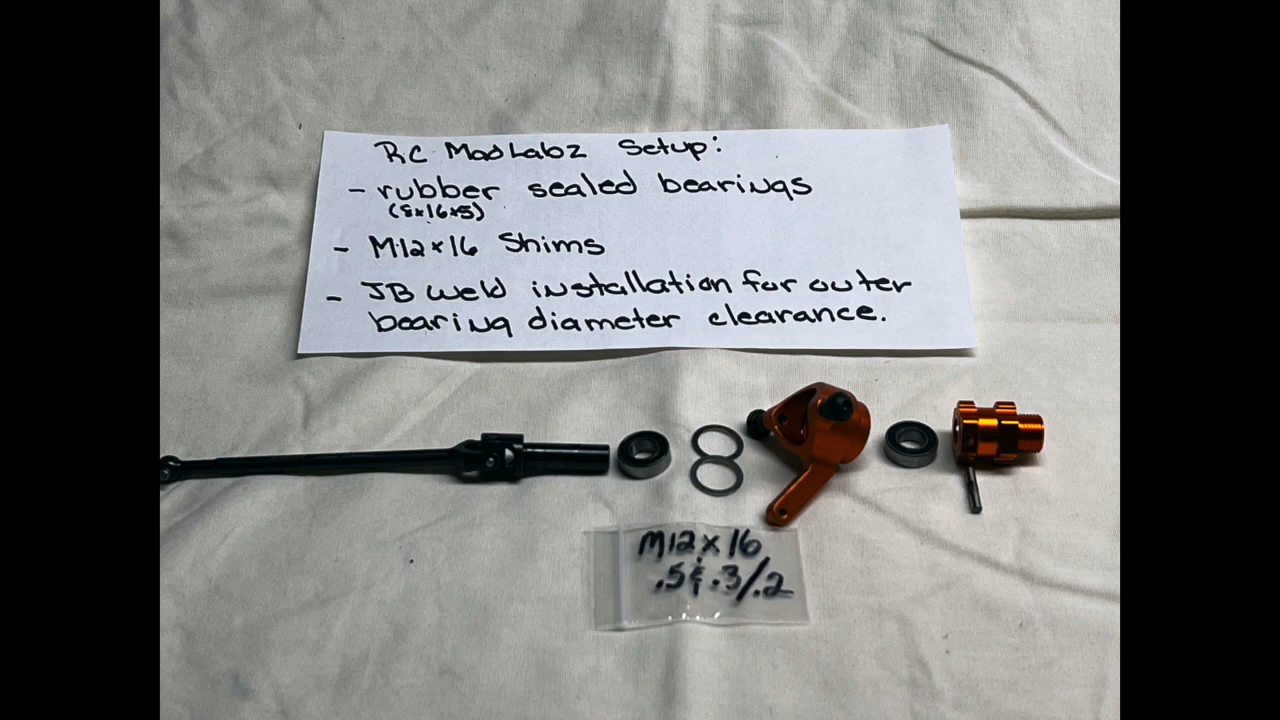 RC MadLabz Setup:
- rubber sealed bearings
(8x16x5)
- M12x16 Shims
- JB Weld installation for outer
bearing diameter clearance.
M12x16
.5 & .3/.2